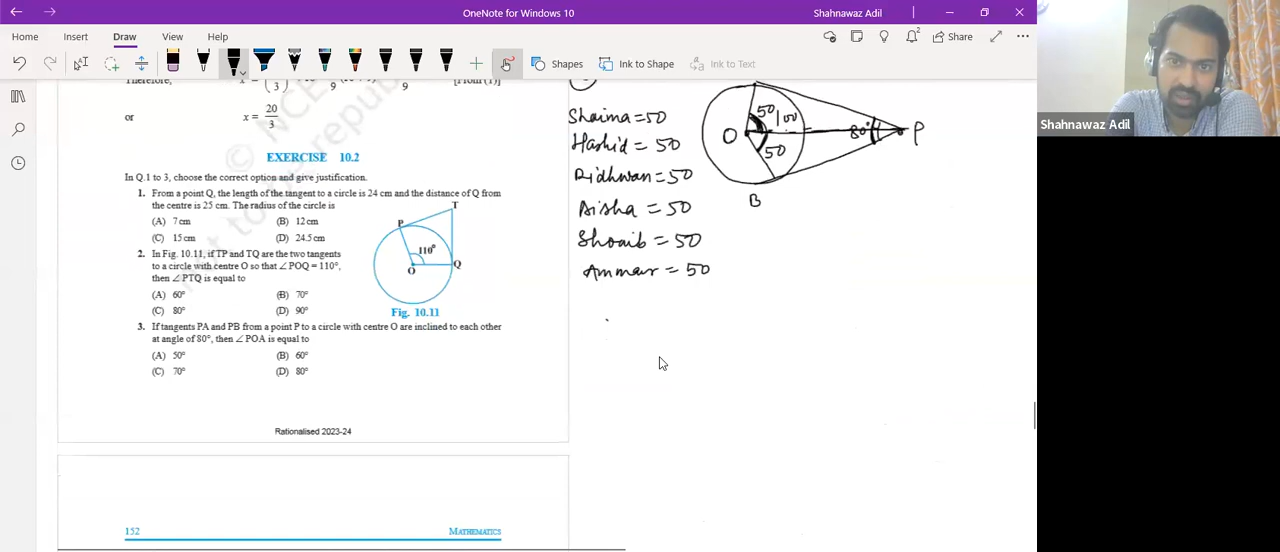 OneNote for Windows 10
Shahnawaz Adil
Home Insert Draw View Help
Share
Shapes Ink to Shape Ink to Text
Therefore,
3
9
9
[From (1)]
or x = 20/3
EXERCISE 10.2
In Q.1 to 3, choose the correct option and give justification.
1. From a point Q, the length of the tangent to a circle is 24 cm and the distance of Q from
the centre is 25 cm. The radius of the circle is
(A) 7 cm (B) 12 cm
(C) 15 cm (D) 24.5 cm
2. In Fig. 10.11, if TP and TQ are the two tangents
to a circle with centre O so that ∠ POQ = 110°,
then ∠ PTQ is equal to
(A) 60° (B) 70°
(C) 80° (D) 90°
T
P
110°
O
Q
Fig. 10.11
3. If tangents PA and PB from a point P to a circle with centre O are inclined to each other
at angle of 80°, then ∠ POA is equal to
(A) 50° (B) 60°
(C) 70° (D) 80°
Rationalised 2023-24
152 MATHEMATICS
Shaima = 50
Hashid = 50
Ridhwan = 50
Aisha = 50
Shoaib = 50
Ammar = 50
50
100
O
80°
P
50
B
Shahnawaz Adil